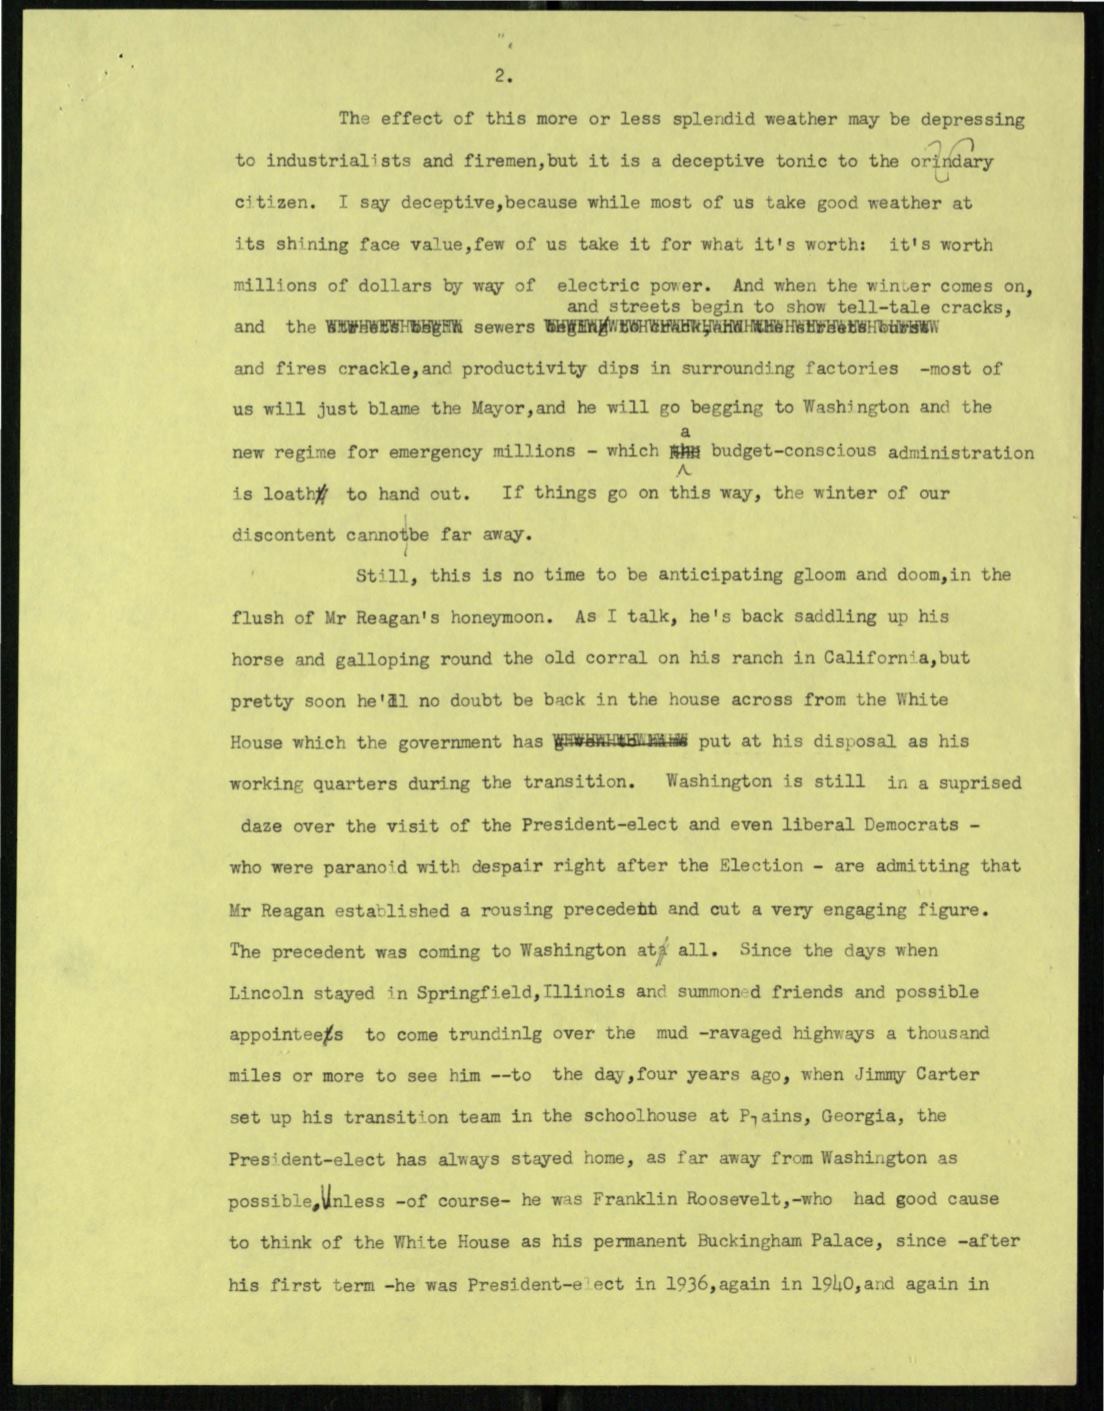 2.
The effect of this more or less splendid weather may be depressing
to industrialists and firemen,but it is a deceptive tonic to the orindary
citizen. I say deceptive,because while most of us take good weather at
its shining face value,few of us take it for what it's worth: it's worth
millions of dollars by way of electric power. And when the winter comes on,
and streets begin to show tell-tale cracks,
and the sewers
and fires crackle,and productivity dips in surrounding factories -most of
us will just blame the Mayor,and he will go begging to Washington and the
a
new regime for emergency millions - which budget-conscious administration
is loath to hand out. If things go on this way, the winter of our
discontent cannot be far away.
Still, this is no time to be anticipating gloom and doom,in the
flush of Mr Reagan's honeymoon. As I talk, he's back saddling up his
horse and galloping round the old corral on his ranch in California,but
pretty soon he'll no doubt be back in the house across from the White
House which the government has put at his disposal as his
working quarters during the transition. Washington is still in a suprised
daze over the visit of the President-elect and even liberal Democrats -
who were paranoid with despair right after the Election - are admitting that
Mr Reagan established a rousing precedent and cut a very engaging figure.
The precedent was coming to Washington at all. Since the days when
Lincoln stayed in Springfield,Illinois and summoned friends and possible
appointees to come trundinlg over the mud -ravaged highways a thousand
miles or more to see him --to the day,four years ago, when Jimmy Carter
set up his transition team in the schoolhouse at Plains, Georgia, the
President-elect has always stayed home, as far away from Washington as
possible, Unless -of course- he was Franklin Roosevelt,-who had good cause
to think of the White House as his permanent Buckingham Palace, since -after
his first term -he was President-elect in 1936,again in 1940,and again in